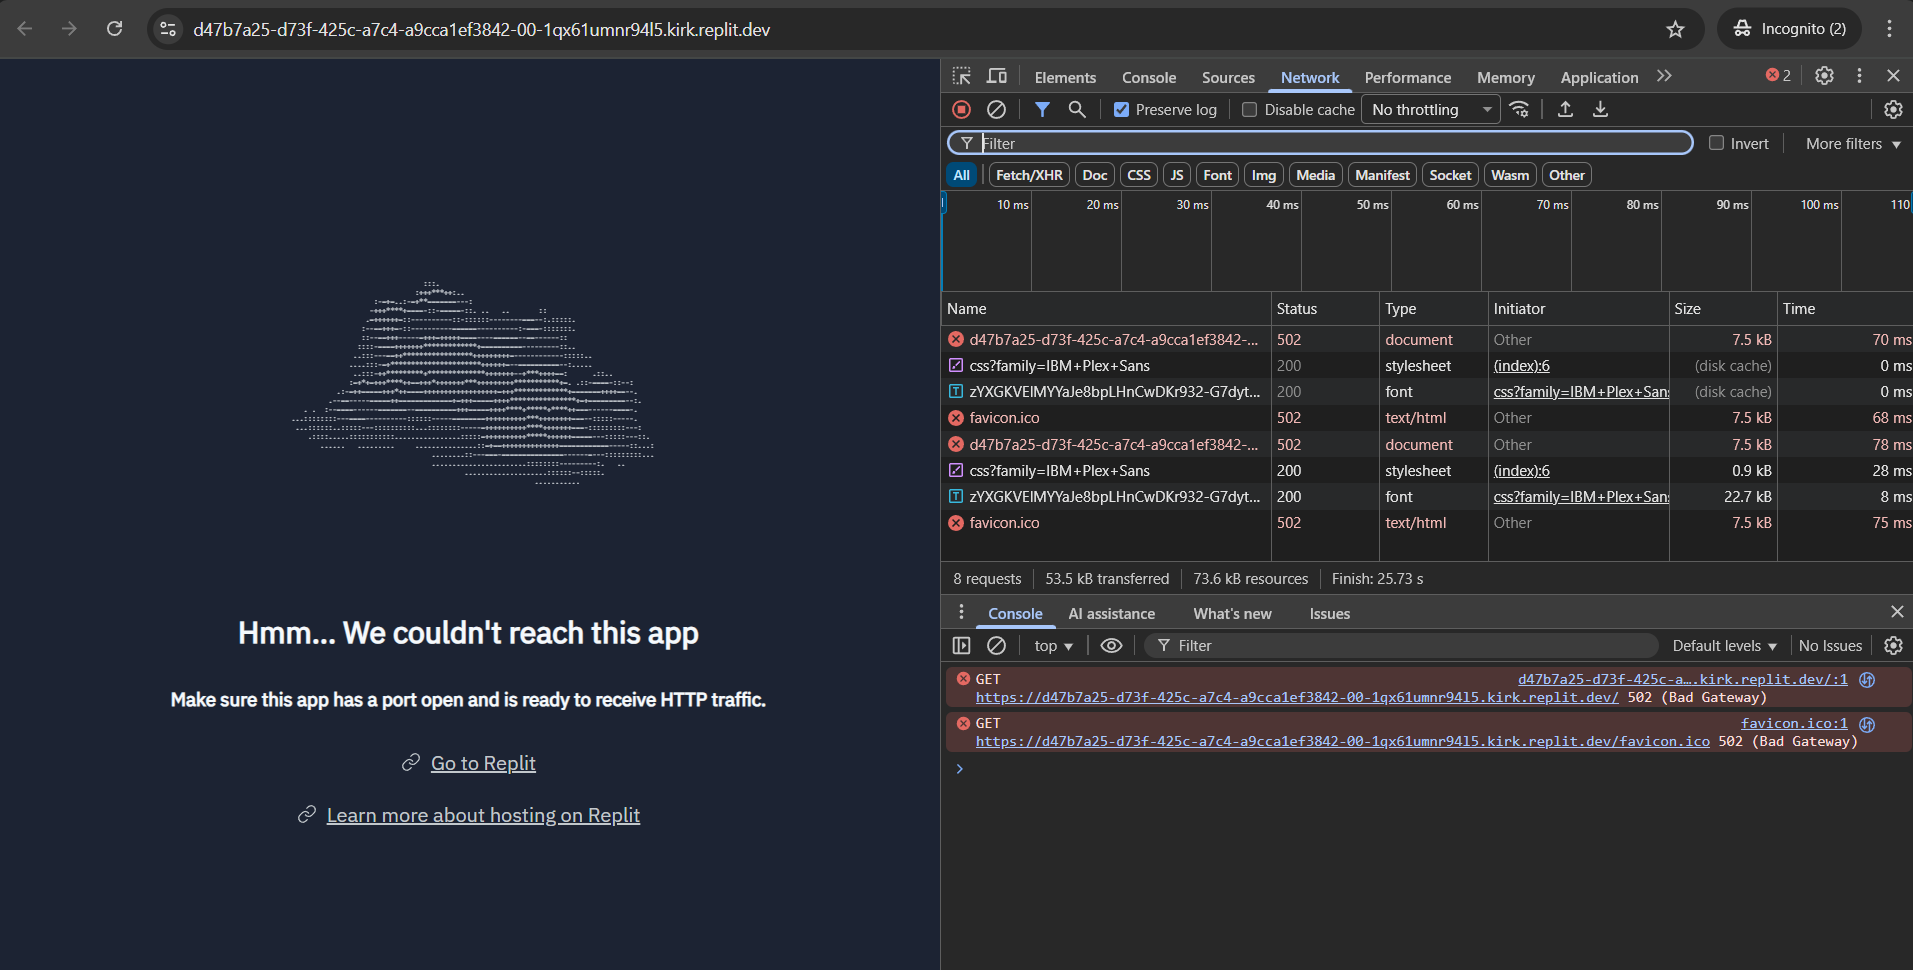 d47b7a25-d73f-425c-a7c4-a9cca1ef3842-00-1qx61umnr94l5.kirk.replit.dev
Incognito (2)
Hmm... We couldn't reach this app
Make sure this app has a port open and is ready to receive HTTP traffic.
Go to Replit
Learn more about hosting on Replit
Elements Console Sources Network Performance Memory Application 2
Preserve log Disable cache No throttling
Filter Invert More filters
All Fetch/XHR Doc CSS JS Font Img Media Manifest Socket Wasm Other
10 ms 20 ms 30 ms 40 ms 50 ms 60 ms 70 ms 80 ms 90 ms 100 ms 110
Name Status Type Initiator Size Time
d47b7a25-d73f-425c-a7c4-a9cca1ef3842-... 502 document Other 7.5 kB 70 ms
css?family=IBM+Plex+Sans 200 stylesheet (index):6 (disk cache) 0 ms
zYXGKVElMYYaJe8bpLHnCwDKr932-G7dyt... 200 font css?family=IBM+Plex+Sans (disk cache) 0 ms
favicon.ico 502 text/html Other 7.5 kB 68 ms
d47b7a25-d73f-425c-a7c4-a9cca1ef3842-... 502 document Other 7.5 kB 78 ms
css?family=IBM+Plex+Sans 200 stylesheet (index):6 0.9 kB 28 ms
zYXGKVElMYYaJe8bpLHnCwDKr932-G7dyt... 200 font css?family=IBM+Plex+Sans 22.7 kB 8 ms
favicon.ico 502 text/html Other 7.5 kB 75 ms
8 requests 53.5 kB transferred 73.6 kB resources Finish: 25.73 s
Console AI assistance What's new Issues
top Filter Default levels No Issues
GET d47b7a25-d73f-425c-a….kirk.replit.dev/:1
https://d47b7a25-d73f-425c-a7c4-a9cca1ef3842-00-1qx61umnr94l5.kirk.replit.dev/ 502 (Bad Gateway)
GET favicon.ico:1
https://d47b7a25-d73f-425c-a7c4-a9cca1ef3842-00-1qx61umnr94l5.kirk.replit.dev/favicon.ico 502 (Bad Gateway)